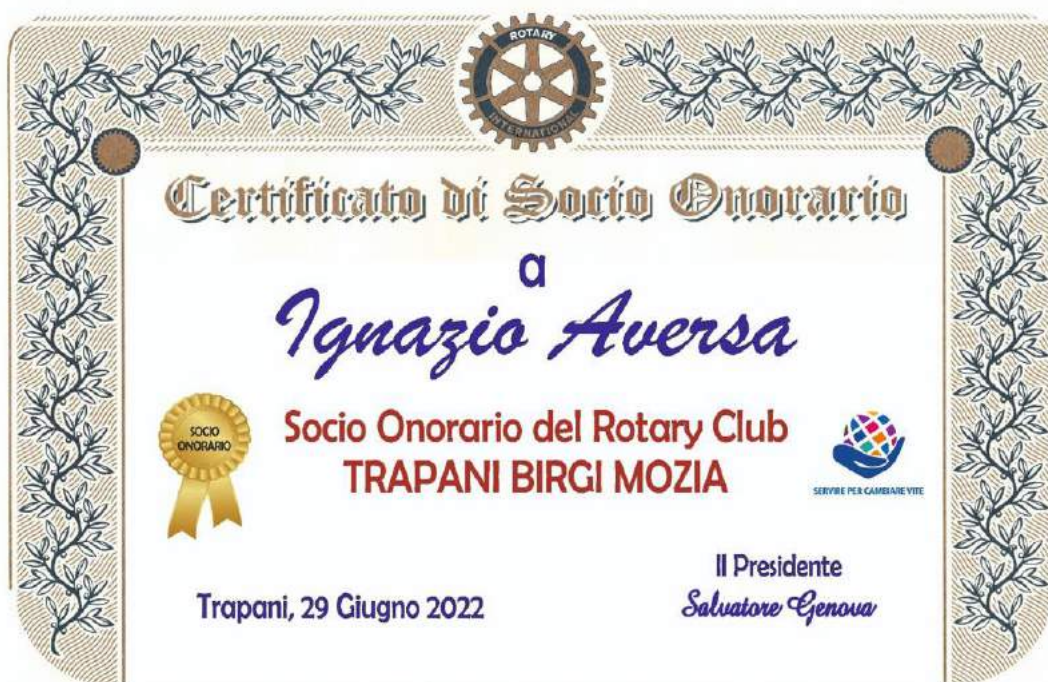 ROTARY
INTERNATIONAL
Certificato di Socio Onorario
a
Ignazio Aversa
SOCIO
ONORARIO
Socio Onorario del Rotary Club
TRAPANI BIRGI MOZIA
SERVIRE PER CAMBIARE VITE
Il Presidente
Trapani, 29 Giugno 2022
Salvatore Genova